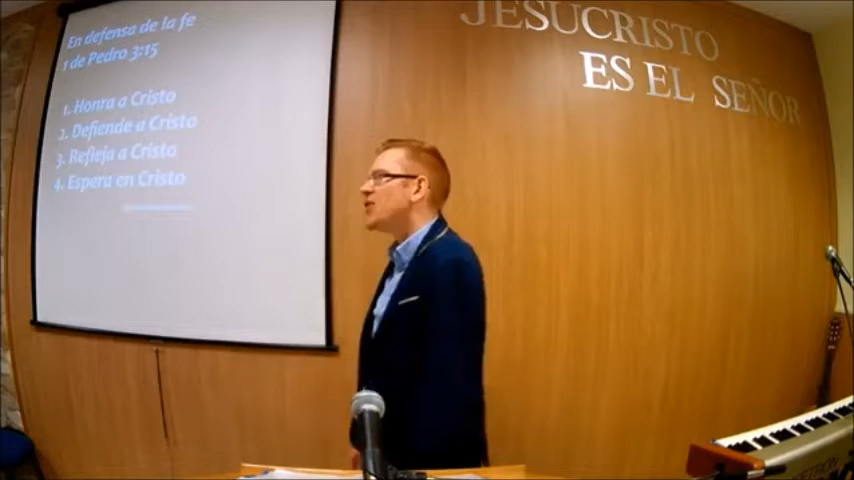 En defensa de la fe
1 de Pedro 3:15
1. Honra a Cristo
2. Defiende a Cristo
3. Refleja a Cristo
4. Espera en Cristo
JESUCRISTO
ES EL SEÑOR